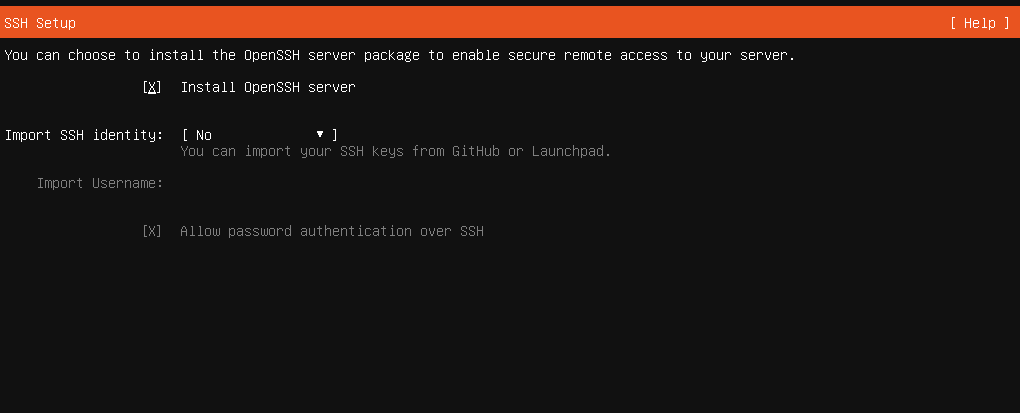 SSH Setup [ Help ]
You can choose to install the OpenSSH server package to enable secure remote access to your server.
[X] Install OpenSSH server
Import SSH identity: [ No ▼ ]
You can import your SSH keys from GitHub or Launchpad.
Import Username:
[X] Allow password authentication over SSH